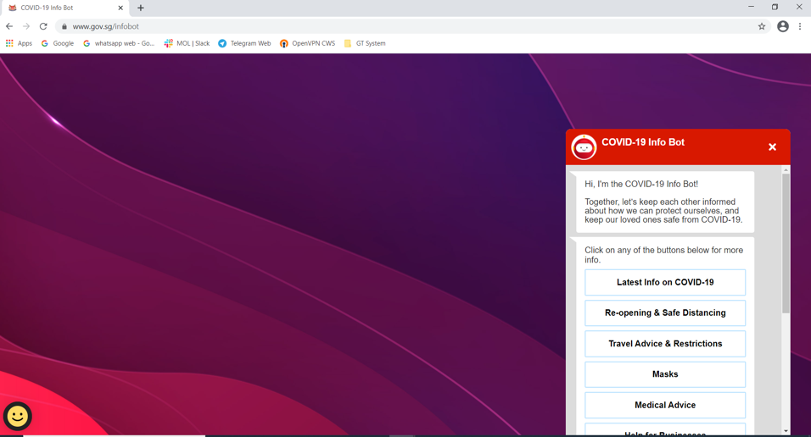 COVID-19 Info Bot
www.gov.sg/infobot
Apps Google whatsapp web - Go... MOL | Slack Telegram Web OpenVPN CWS GT System
COVID-19 Info Bot
Hi, I'm the COVID-19 Info Bot!
Together, let's keep each other informed
about how we can protect ourselves, and
keep our loved ones safe from COVID-19.
Click on any of the buttons below for more
info.
Latest Info on COVID-19
Re-opening & Safe Distancing
Travel Advice & Restrictions
Masks
Medical Advice
Help for Businesses